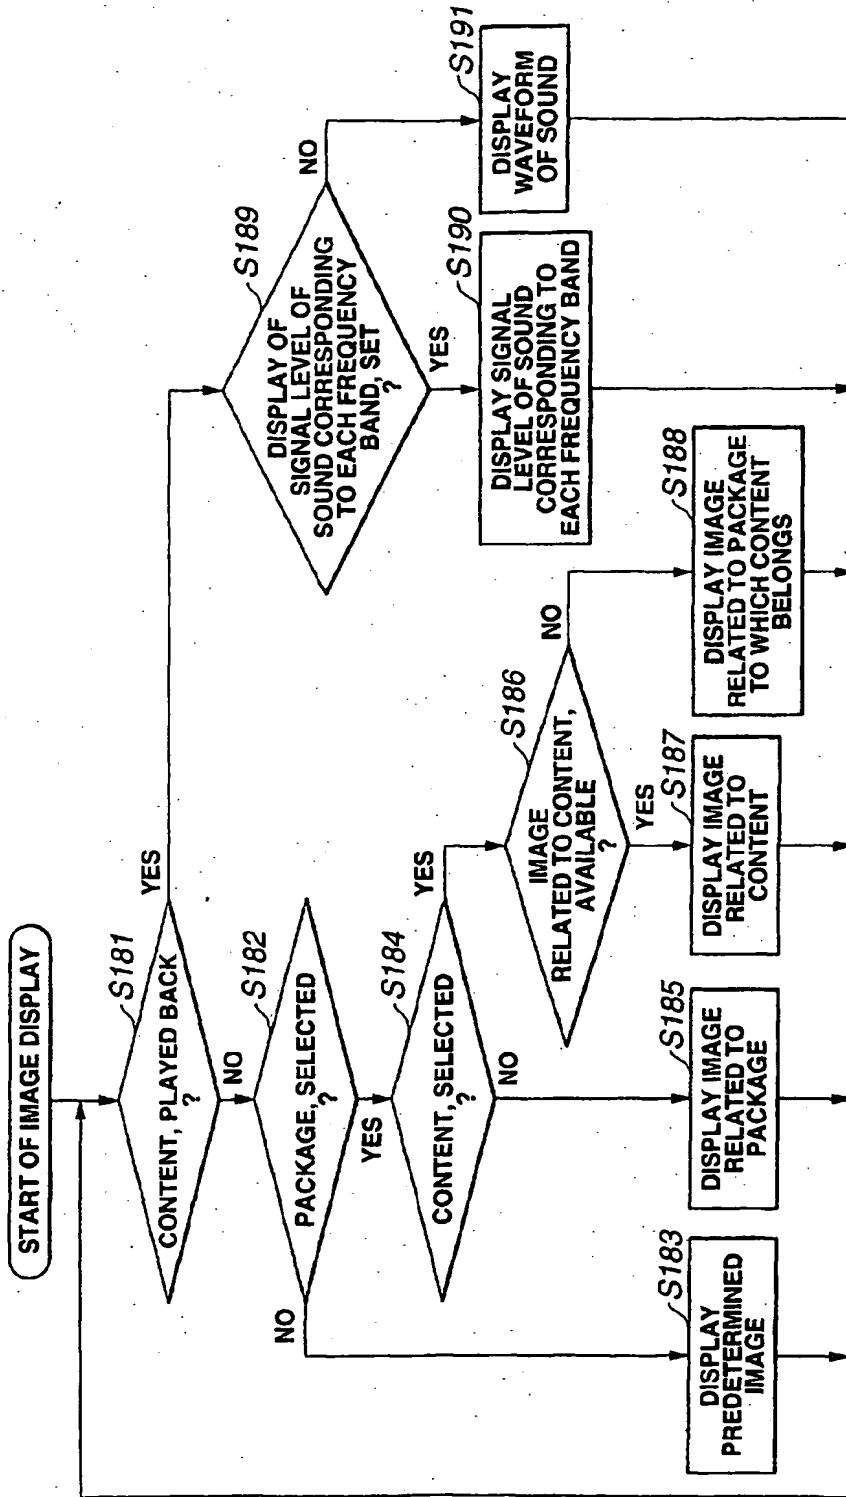 START OF IMAGE DISPLAY
S181
CONTENT, PLAYED BACK
?
YES
NO
S182
PACKAGE, SELECTED
?
NO
YES
S184
CONTENT, SELECTED
?
YES
NO
S186
IMAGE
RELATED TO CONTENT,
AVAILABLE
?
NO
YES
S189
DISPLAY OF
SIGNAL LEVEL OF
SOUND CORRESPONDING
TO EACH FREQUENCY
BAND, SET
?
NO
YES
S183
DISPLAY
PREDETERMINED
IMAGE
S185
DISPLAY IMAGE
RELATED TO
PACKAGE
S187
DISPLAY IMAGE
RELATED TO
CONTENT
S188
DISPLAY IMAGE
RELATED TO PACKAGE
TO WHICH CONTENT
BELONGS
S190
DISPLAY SIGNAL
LEVEL OF SOUND
CORRESPONDING TO
EACH FREQUENCY BAND
S191
DISPLAY
WAVEFORM
OF SOUND